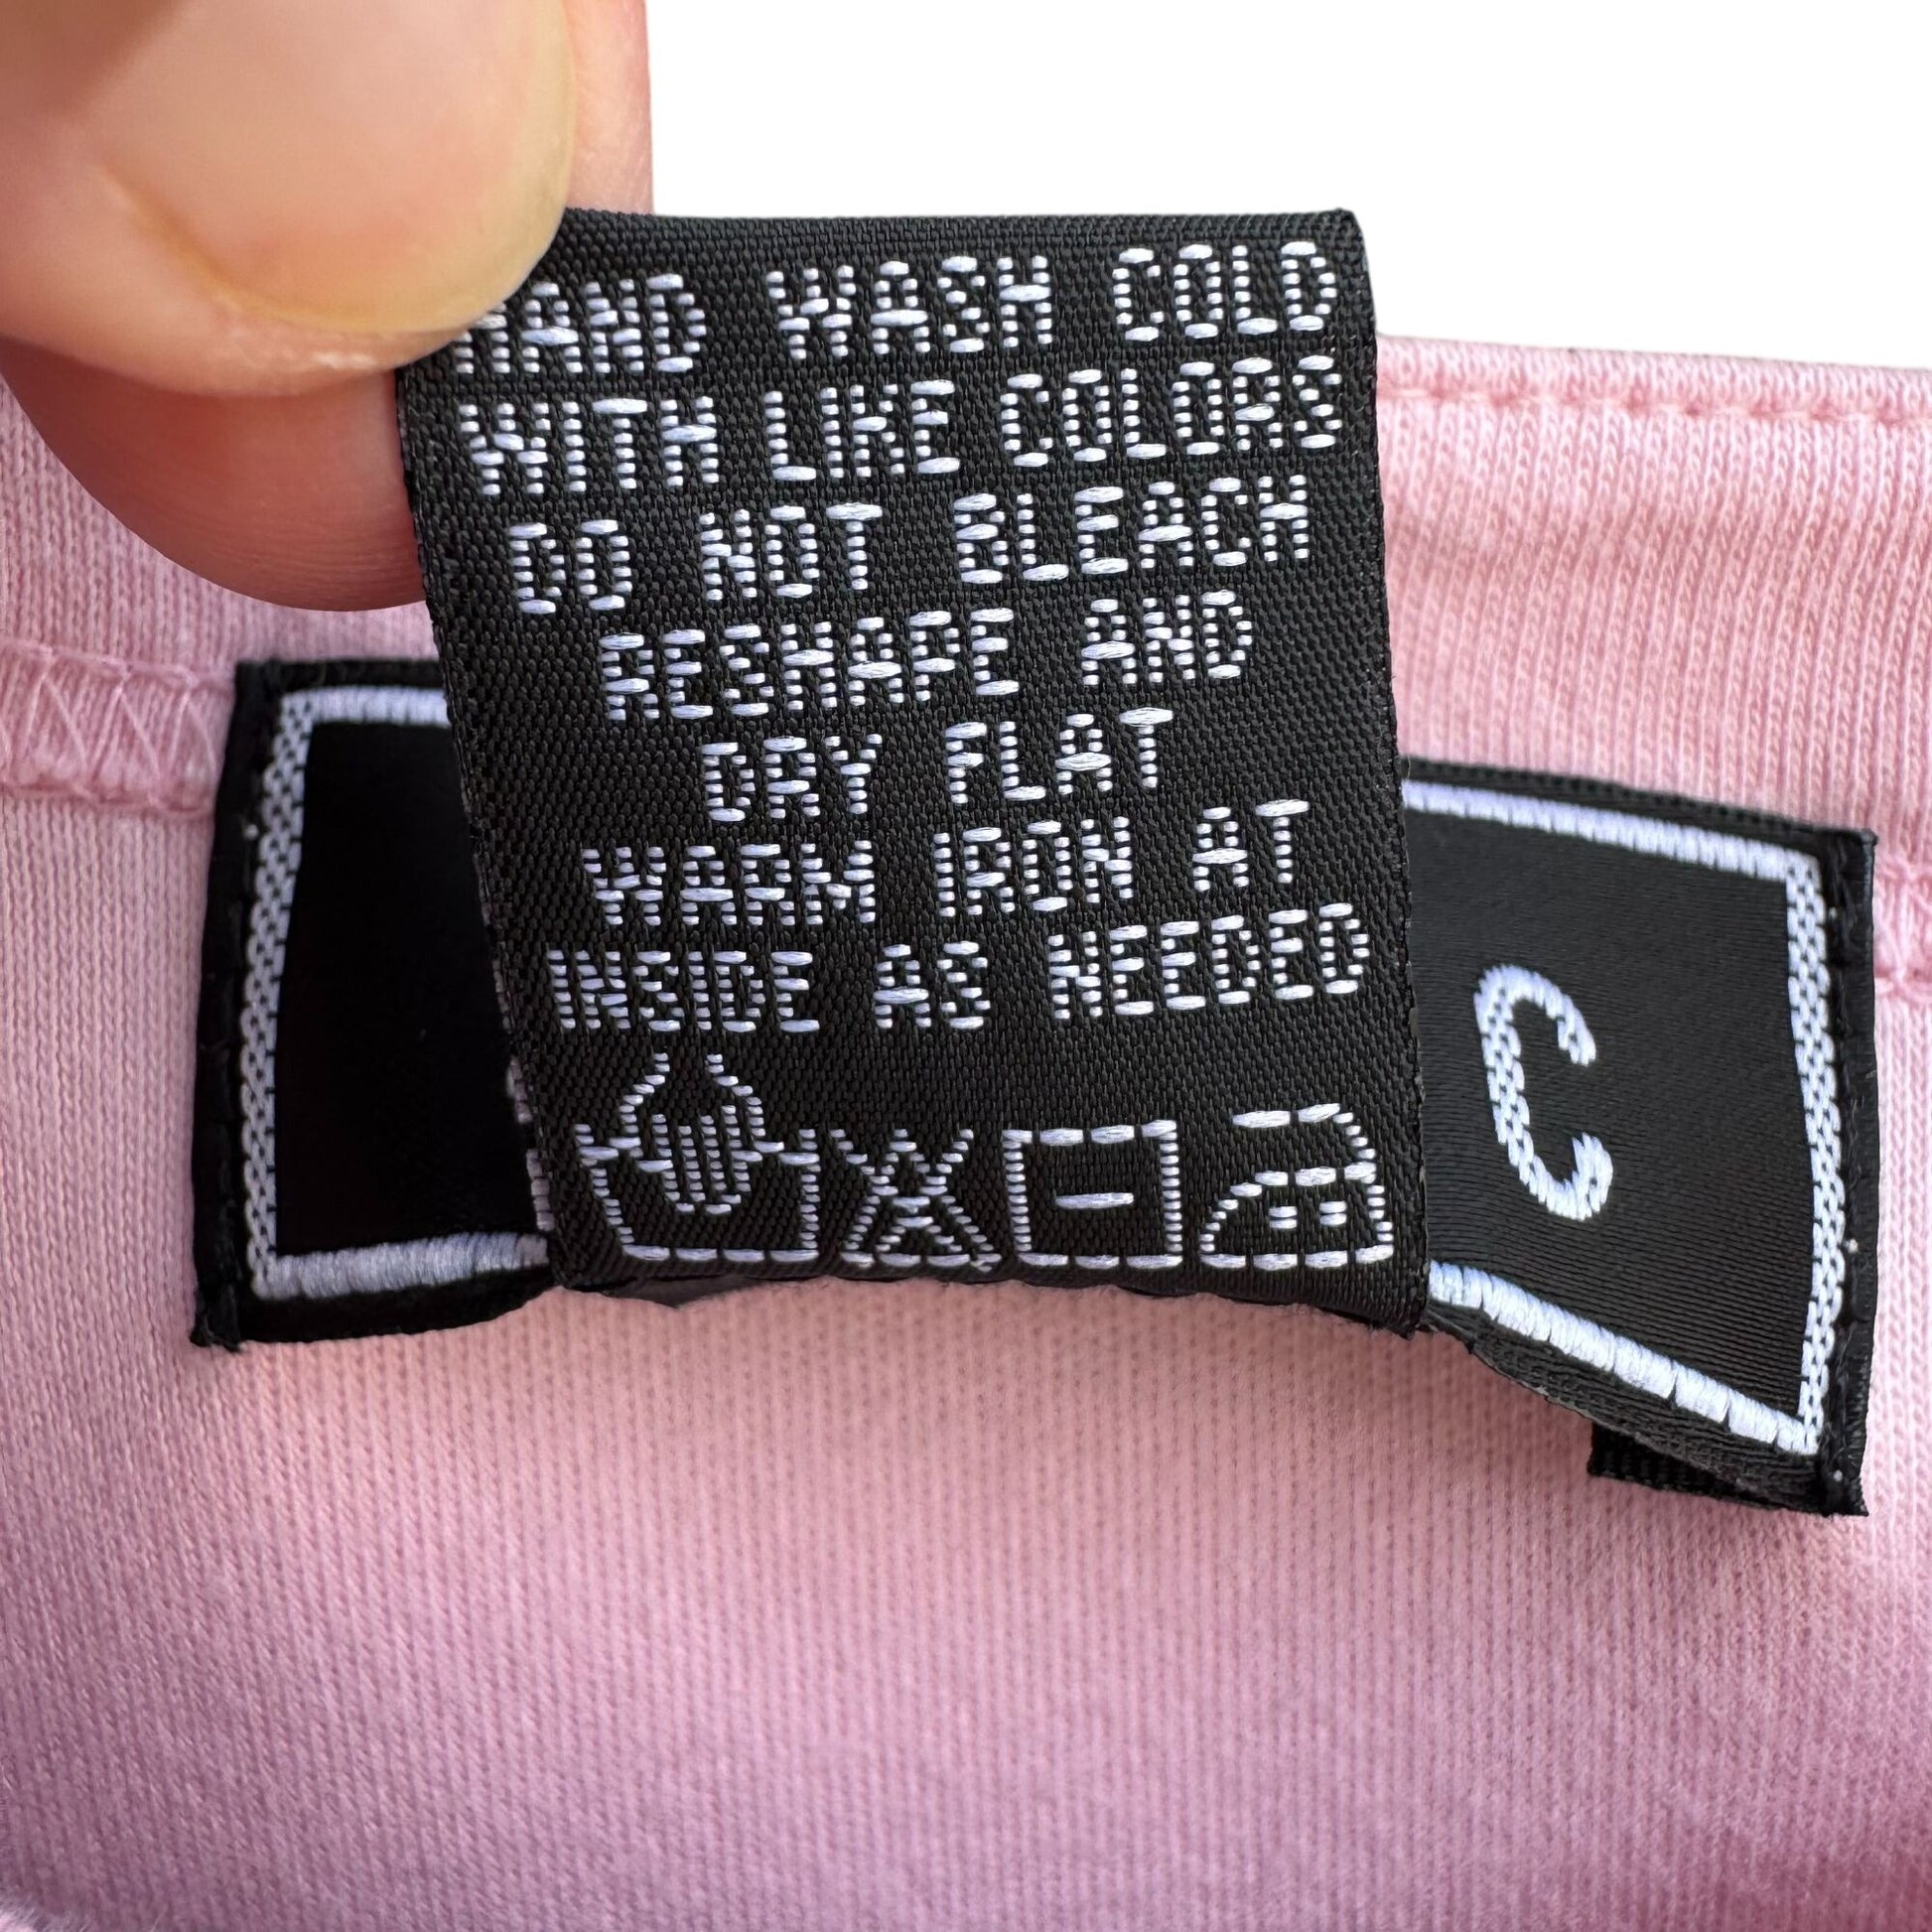 HAND WASH COLD
WITH LIKE COLORS
DO NOT BLEACH
RESHAPE AND
DRY FLAT
WARM IRON AT
INSIDE AS NEEDED
C